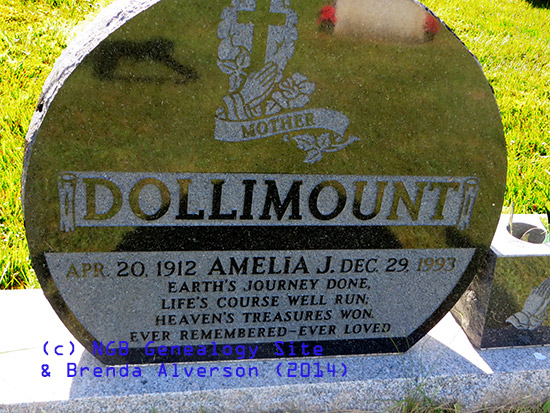 MOTHER
DOLLIMOUNT
APR. 20, 1912 AMELIA J. DEC. 29, 1993
EARTH'S JOURNEY DONE,
LIFE'S COURSE WELL RUN;
HEAVEN'S TREASURES WON.
EVER REMEMBERED-EVER LOVED
(c) NGB Genealogy Site
& Brenda Alverson (2014)